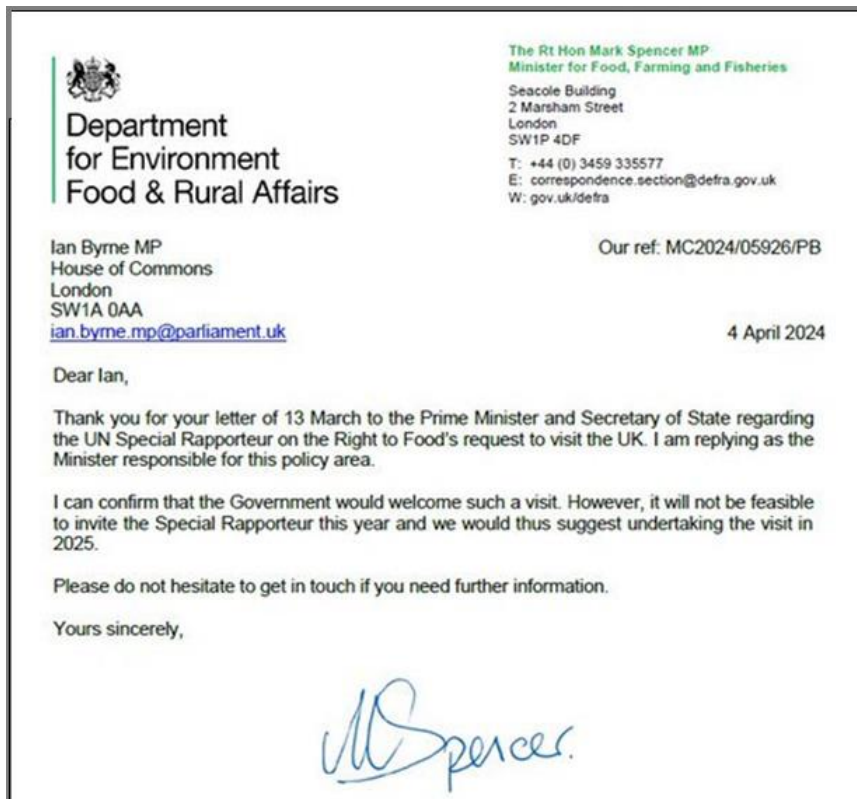 The Rt Hon Mark Spencer MP
Minister for Food, Farming and Fisheries
Seacole Building
2 Marsham Street
London
SW1P 4DF
T: +44 (0) 3459 335577
E: correspondence.section@defra.gov.uk
W: gov.uk/defra
Department
for Environment
Food & Rural Affairs
Ian Byrne MP
House of Commons
London
SW1A 0AA
ian.byrne.mp@parliament.uk
Our ref: MC2024/05926/PB
4 April 2024
Dear Ian,
Thank you for your letter of 13 March to the Prime Minister and Secretary of State regarding
the UN Special Rapporteur on the Right to Food's request to visit the UK. I am replying as the
Minister responsible for this policy area.
I can confirm that the Government would welcome such a visit. However, it will not be feasible
to invite the Special Rapporteur this year and we would thus suggest undertaking the visit in
2025.
Please do not hesitate to get in touch if you need further information.
Yours sincerely,
MSpencer.